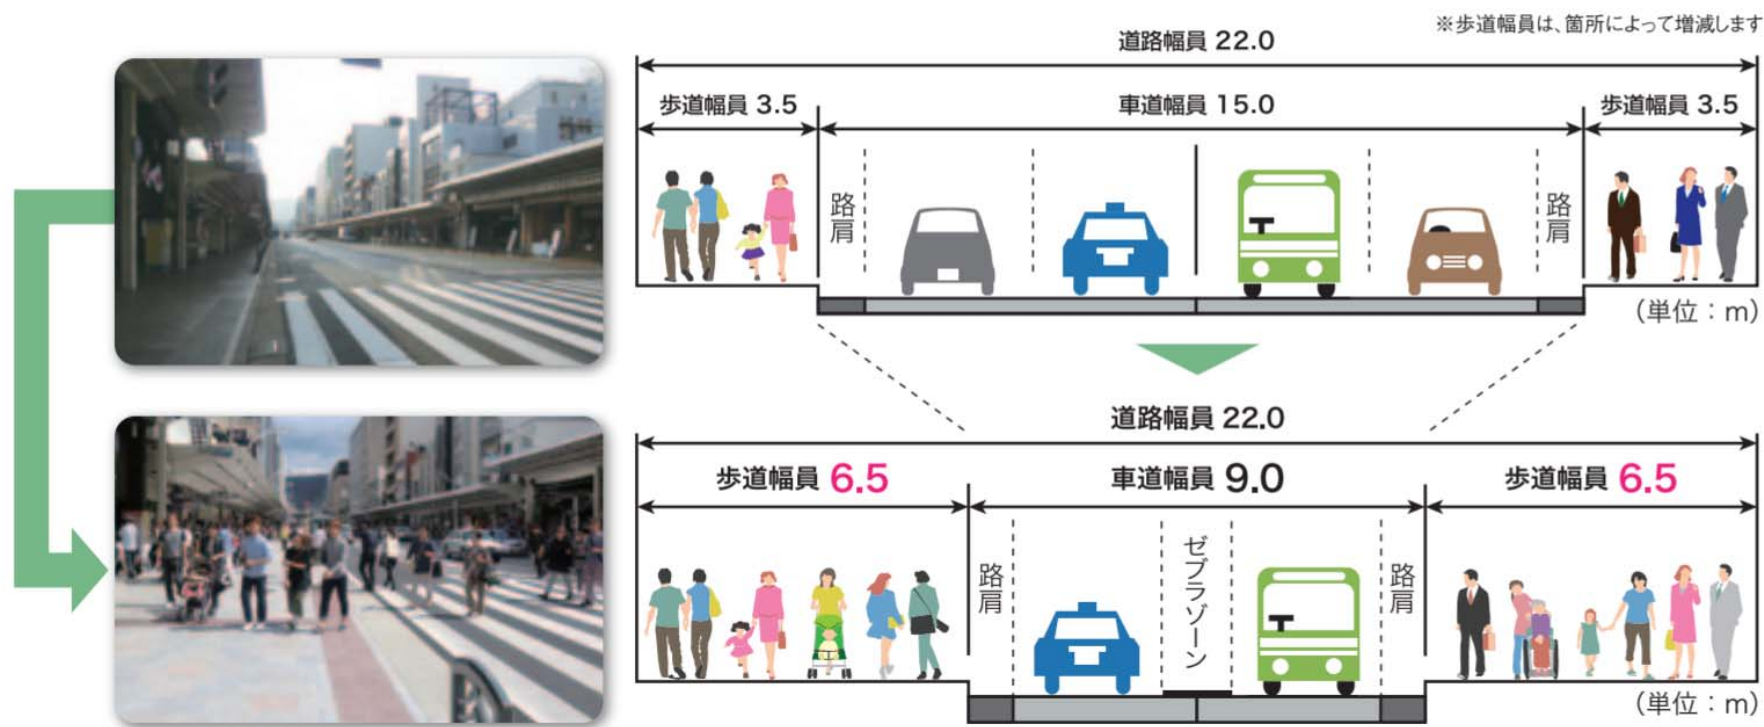 ※歩道幅員は、箇所によって増減します
道路幅員 22.0
歩道幅員 3.5
車道幅員 15.0
歩道幅員 3.5
路肩
路肩
（単位：m）
道路幅員 22.0
歩道幅員 6.5
車道幅員 9.0
歩道幅員 6.5
路肩
ゼブラゾーン
路肩
（単位：m）